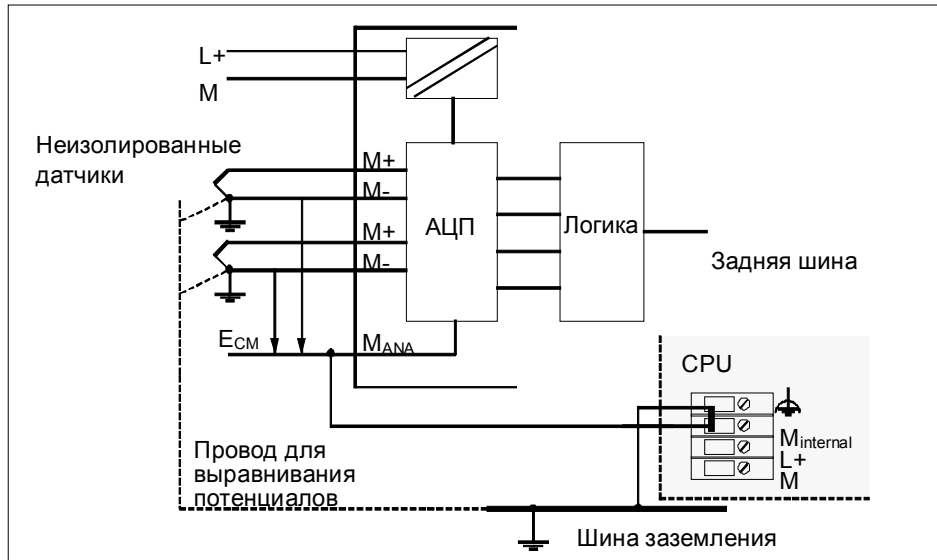 L+
M
Неизолированные
датчики
M+
M-
M+
M-
АЦП
Логика
Задняя шина
E_CM
M_ANA
CPU
M_internal
L+
M
Провод для
выравнивания
потенциалов
Шина заземления